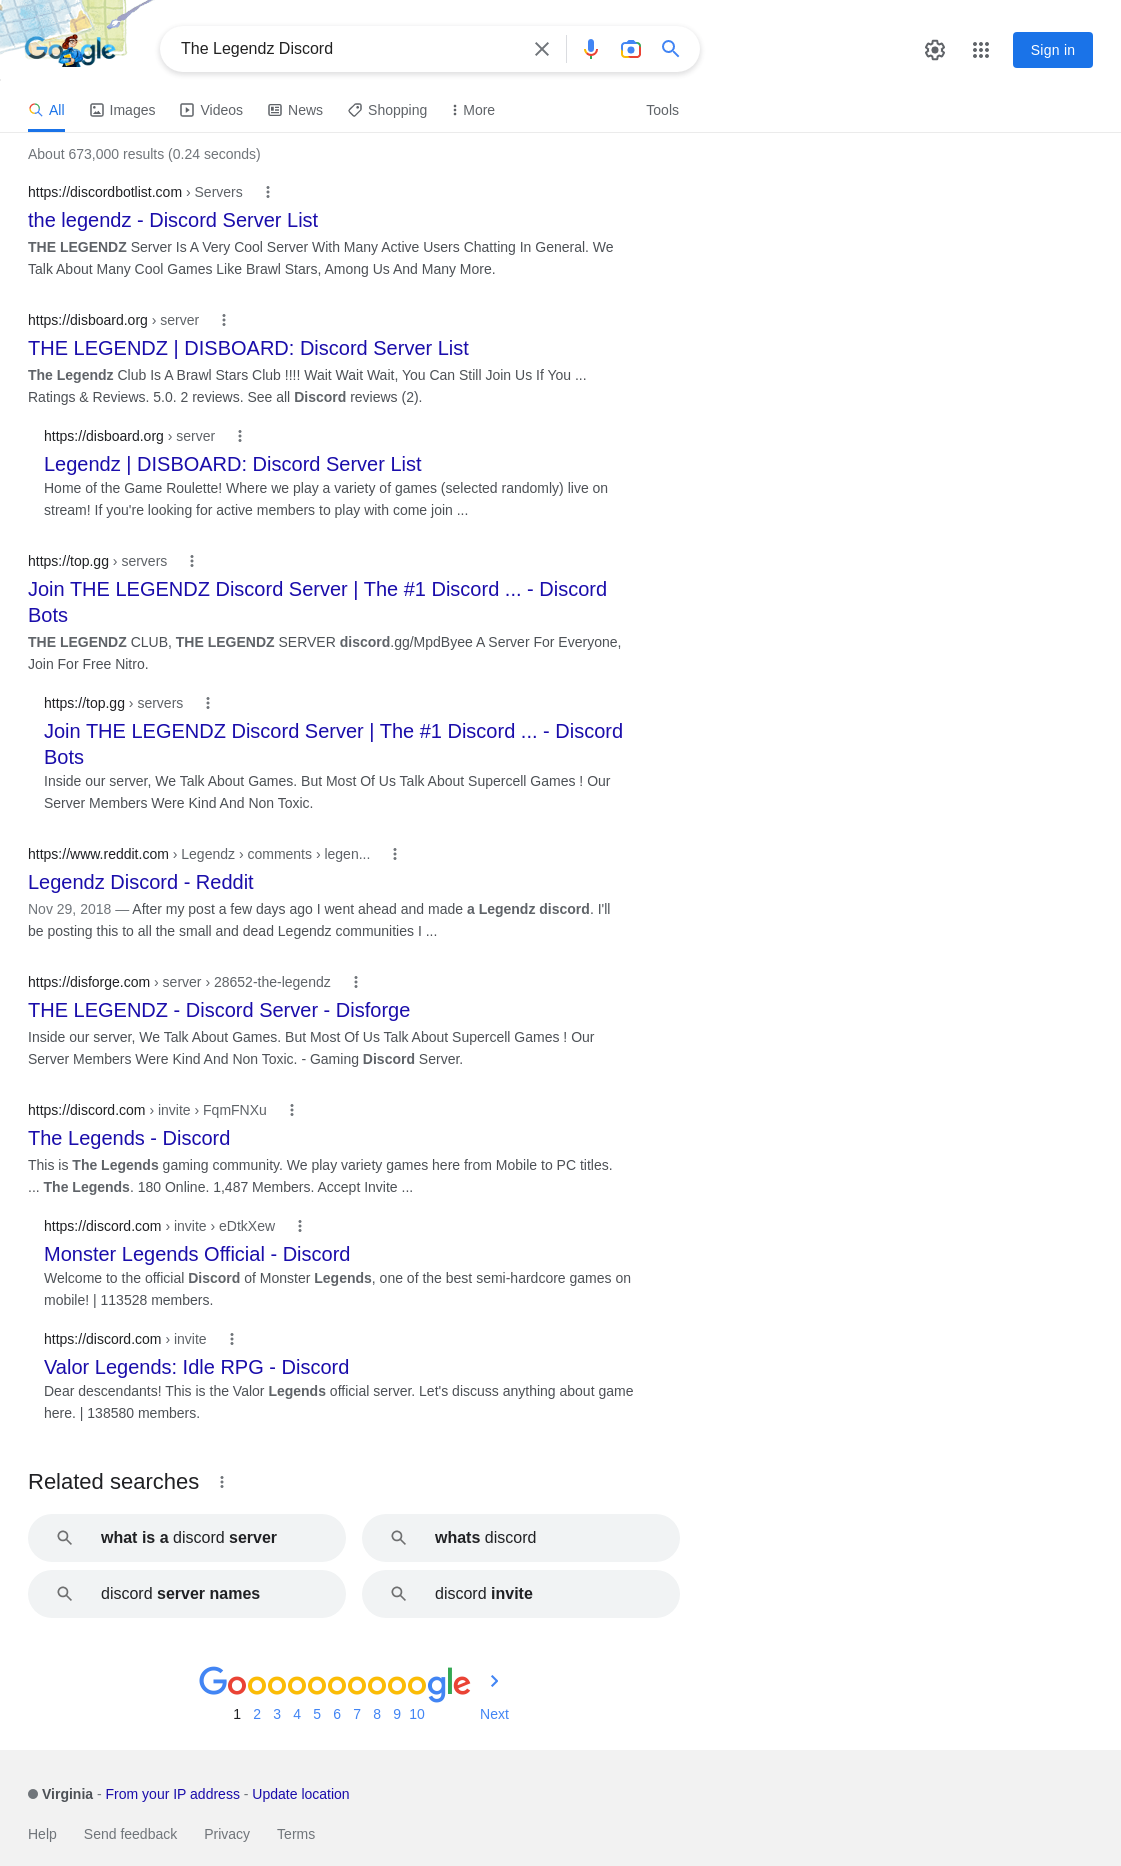 Google
The Legendz Discord
Sign in
All Images Videos News Shopping More Tools
About 673,000 results (0.24 seconds)
https://discordbotlist.com › Servers
the legendz - Discord Server List
THE LEGENDZ Server Is A Very Cool Server With Many Active Users Chatting In General. We
Talk About Many Cool Games Like Brawl Stars, Among Us And Many More.
https://disboard.org › server
THE LEGENDZ | DISBOARD: Discord Server List
The Legendz Club Is A Brawl Stars Club !!!! Wait Wait Wait, You Can Still Join Us If You ...
Ratings & Reviews. 5.0. 2 reviews. See all Discord reviews (2).
https://disboard.org › server
Legendz | DISBOARD: Discord Server List
Home of the Game Roulette! Where we play a variety of games (selected randomly) live on
stream! If you're looking for active members to play with come join ...
https://top.gg › servers
Join THE LEGENDZ Discord Server | The #1 Discord ... - Discord
Bots
THE LEGENDZ CLUB, THE LEGENDZ SERVER discord.gg/MpdByee A Server For Everyone,
Join For Free Nitro.
https://top.gg › servers
Join THE LEGENDZ Discord Server | The #1 Discord ... - Discord
Bots
Inside our server, We Talk About Games. But Most Of Us Talk About Supercell Games ! Our
Server Members Were Kind And Non Toxic.
https://www.reddit.com › Legendz › comments › legen...
Legendz Discord - Reddit
Nov 29, 2018 — After my post a few days ago I went ahead and made a Legendz discord. I'll
be posting this to all the small and dead Legendz communities I ...
https://disforge.com › server › 28652-the-legendz
THE LEGENDZ - Discord Server - Disforge
Inside our server, We Talk About Games. But Most Of Us Talk About Supercell Games ! Our
Server Members Were Kind And Non Toxic. - Gaming Discord Server.
https://discord.com › invite › FqmFNXu
The Legends - Discord
This is The Legends gaming community. We play variety games here from Mobile to PC titles.
... The Legends. 180 Online. 1,487 Members. Accept Invite ...
https://discord.com › invite › eDtkXew
Monster Legends Official - Discord
Welcome to the official Discord of Monster Legends, one of the best semi-hardcore games on
mobile! | 113528 members.
https://discord.com › invite
Valor Legends: Idle RPG - Discord
Dear descendants! This is the Valor Legends official server. Let's discuss anything about game
here. | 138580 members.
Related searches
what is a discord server
whats discord
discord server names
discord invite
Goooooooooogle
1 2 3 4 5 6 7 8 9 10 Next
Virginia - From your IP address - Update location
Help Send feedback Privacy Terms